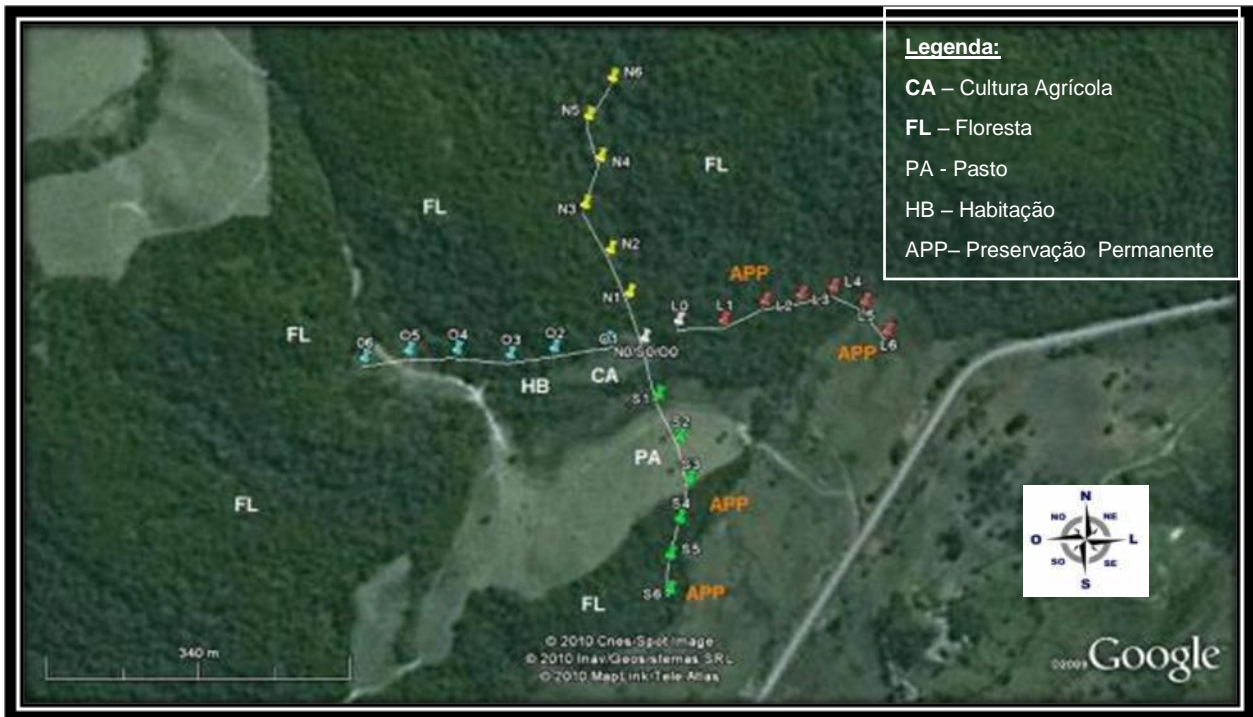 Legenda:
CA – Cultura Agrícola
FL – Floresta
PA - Pasto
HB – Habitação
APP– Preservação Permanente
N6
N5
N4
FL
N3
FL
N2
APP
L4
N1
L0
L1
L2
L3
L5
L6
FL
O6
O5
O4
O3
O2
O1
N0/S0/O0
APP
HB
CA
S1
S2
PA
S3
FL
S4
APP
S5
S6
APP
FL
N
NO
NE
O
L
SO
SE
S
340 m
© 2010 Cnes/Spot Image
© 2010 Inav/Geosistemas SRL
© 2010 MapLink/Tele Atlas
©2009 Google